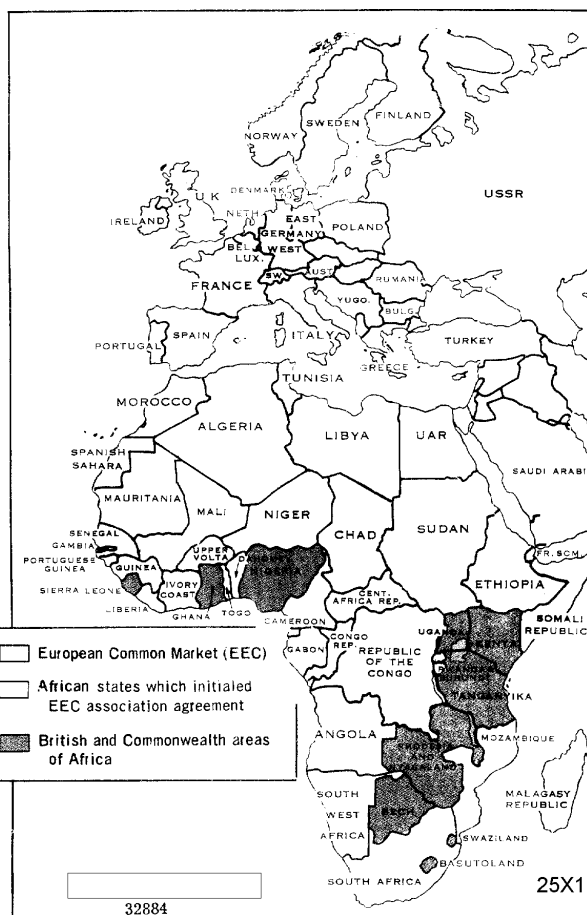 NORWAY
SWEDEN
FINLAND
USSR
DENMARK
U K
IRELAND
NETH.
EAST
GERMANY
WEST
POLAND
BEL.
LUX.
FRANCE
SW.
AUST.
RUMANIA
YUGO.
BULG.
PORTUGAL
SPAIN
ITALY
GREECE
TURKEY
TUNISIA
MOROCCO
ALGERIA
LIBYA
UAR
SPANISH
SAHARA
SAUDI ARABI
MAURITANIA
MALI
NIGER
CHAD
SUDAN
SENEGAL
GAMBIA
PORTUGUESE
GUINEA
GUINEA
SIERRA LEONE
LIBERIA
IVORY
COAST
UPPER
VOLTA
GHANA
TOGO
NIGERIA
CAMEROON
CENT.
AFRICA REP.
FR. SOM.
ETHIOPIA
SOMALI
REPUBLIC
UGANDA
KENYA
GABON
CONGO
REP.
REPUBLIC
OF THE
CONGO
TANGANYIKA
ANGOLA
MOZAMBIQUE
MALAGASY
REPUBLIC
SOUTH
WEST
AFRICA
BECH.
SWAZILAND
BASUTOLAND
SOUTH AFRICA
European Common Market (EEC)
African states which initialed
EEC association agreement
British and Commonwealth areas
of Africa
25X1
32884